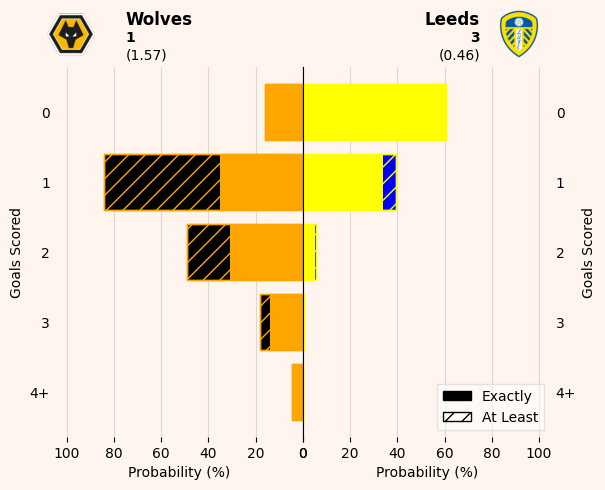 Wolves
1
(1.57)
Leeds
3
(0.46)
0
1
2
3
4+
Goals Scored
0
1
2
3
4+
Goals Scored
Exactly
At Least
100 80 60 40 20 0
0 20 40 60 80 100
Probability (%)
Probability (%)